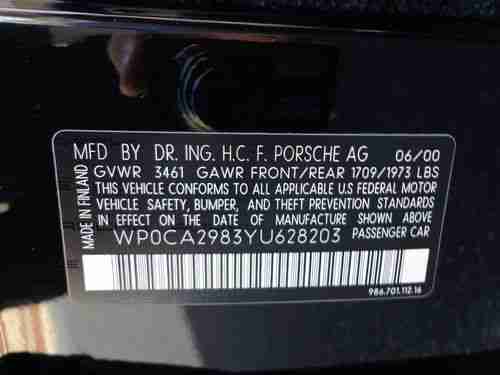 MFD BY DR. ING. H.C. F. PORSCHE AG 06/00
GVWR 3461 GAWR FRONT/REAR 1709/1973 LBS
THIS VEHICLE CONFORMS TO ALL APPLICABLE U.S FEDERAL MOTOR
VEHICLE SAFETY, BUMPER, AND THEFT PREVENTION STANDARDS
IN EFFECT ON THE DATE OF MANUFACTURE SHOWN ABOVE
WP0CA2983YU628203 PASSENGER CAR
986.701.112.16
MADE IN FINLAND